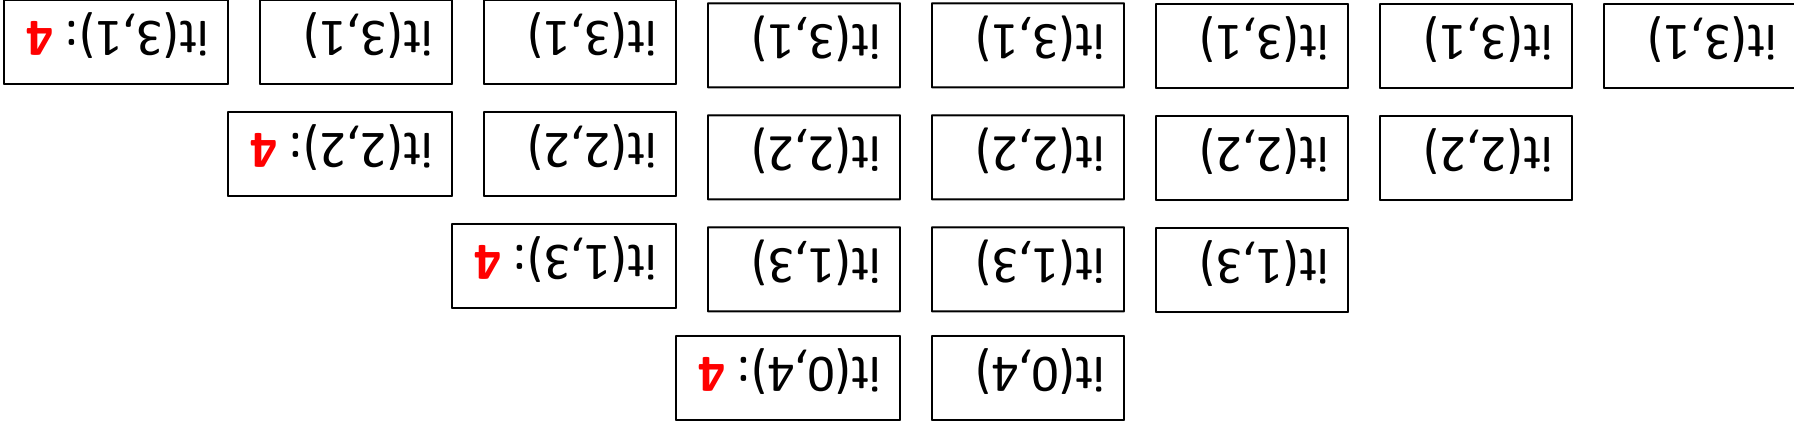 it(0,4) it(0,4): 4
it(1,3) it(1,3) it(1,3) it(1,3): 4
it(2,2) it(2,2) it(2,2) it(2,2) it(2,2) it(2,2): 4
it(3,1) it(3,1) it(3,1) it(3,1) it(3,1) it(3,1) it(3,1) it(3,1): 4